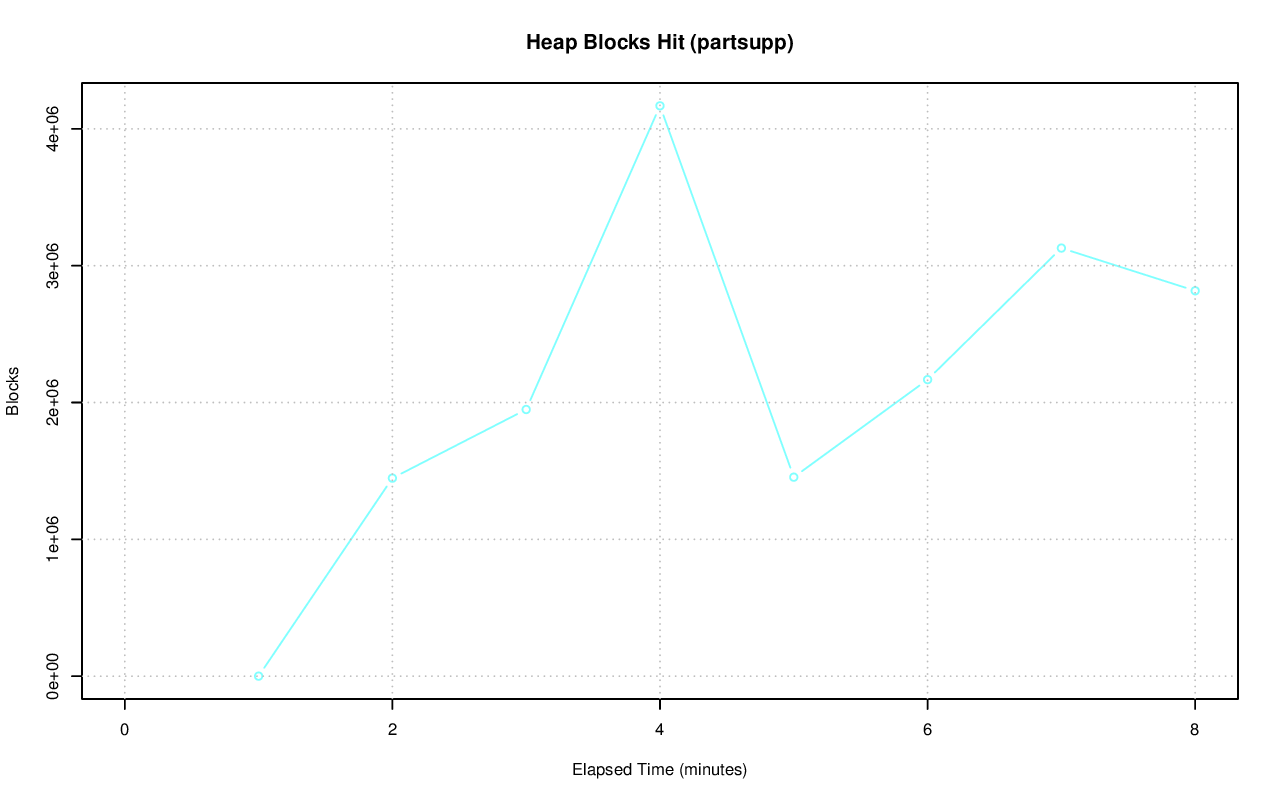 Heap Blocks Hit (partsupp)
Blocks
4e+06
3e+06
2e+06
1e+06
0e+00
0 2 4 6 8
Elapsed Time (minutes)